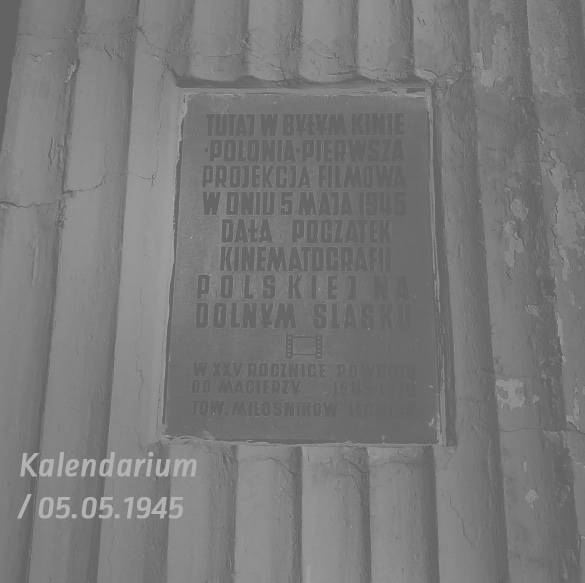 TUTAJ W BYŁYM KINIE
·POLONIA·PIERWSZA
PROJEKCJA FILMOWA
W DNIU 5 MAJA 1945
DAŁA POCZĄTEK
KINEMATOGRAFII
POLSKIEJ NA
DOLNYM ŚLĄSKU
W XXV ROCZNICĘ POWROTU
DO MACIERZY
TOW. MIŁOŚNIKÓW
Kalendarium
/ 05.05.1945